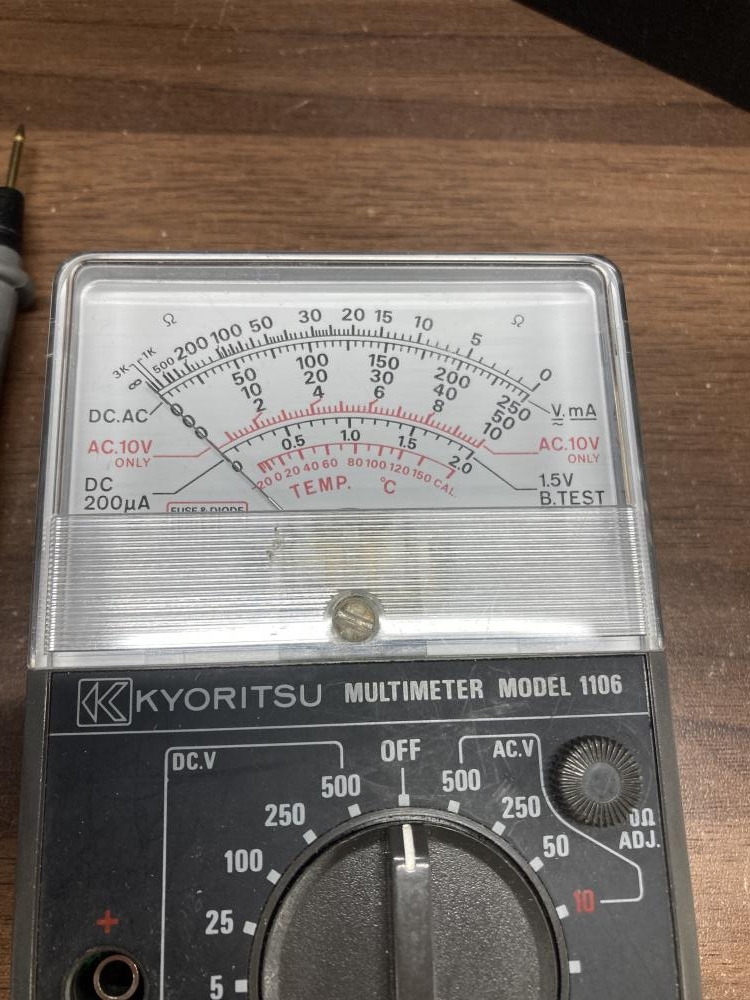 Ω Ω
∞ 3K 1K 500 200 100 50 30 20 15 10 5 0
0 50 100 150 200 250
0 10 20 30 40 50
DC.AC V.mA
0 2 4 6 8 10
AC.10V ONLY AC.10V ONLY
0 0.5 1.0 1.5 2.0
DC 200µA 1.5V B.TEST
-20 0 20 40 60 80 100 120 150 CAL
TEMP. °C
FUSE & DIODE
KYORITSU MULTIMETER MODEL 1106
DC.V OFF AC.V
500 500
250 250
0Ω ADJ.
100 50
10
25
+
5